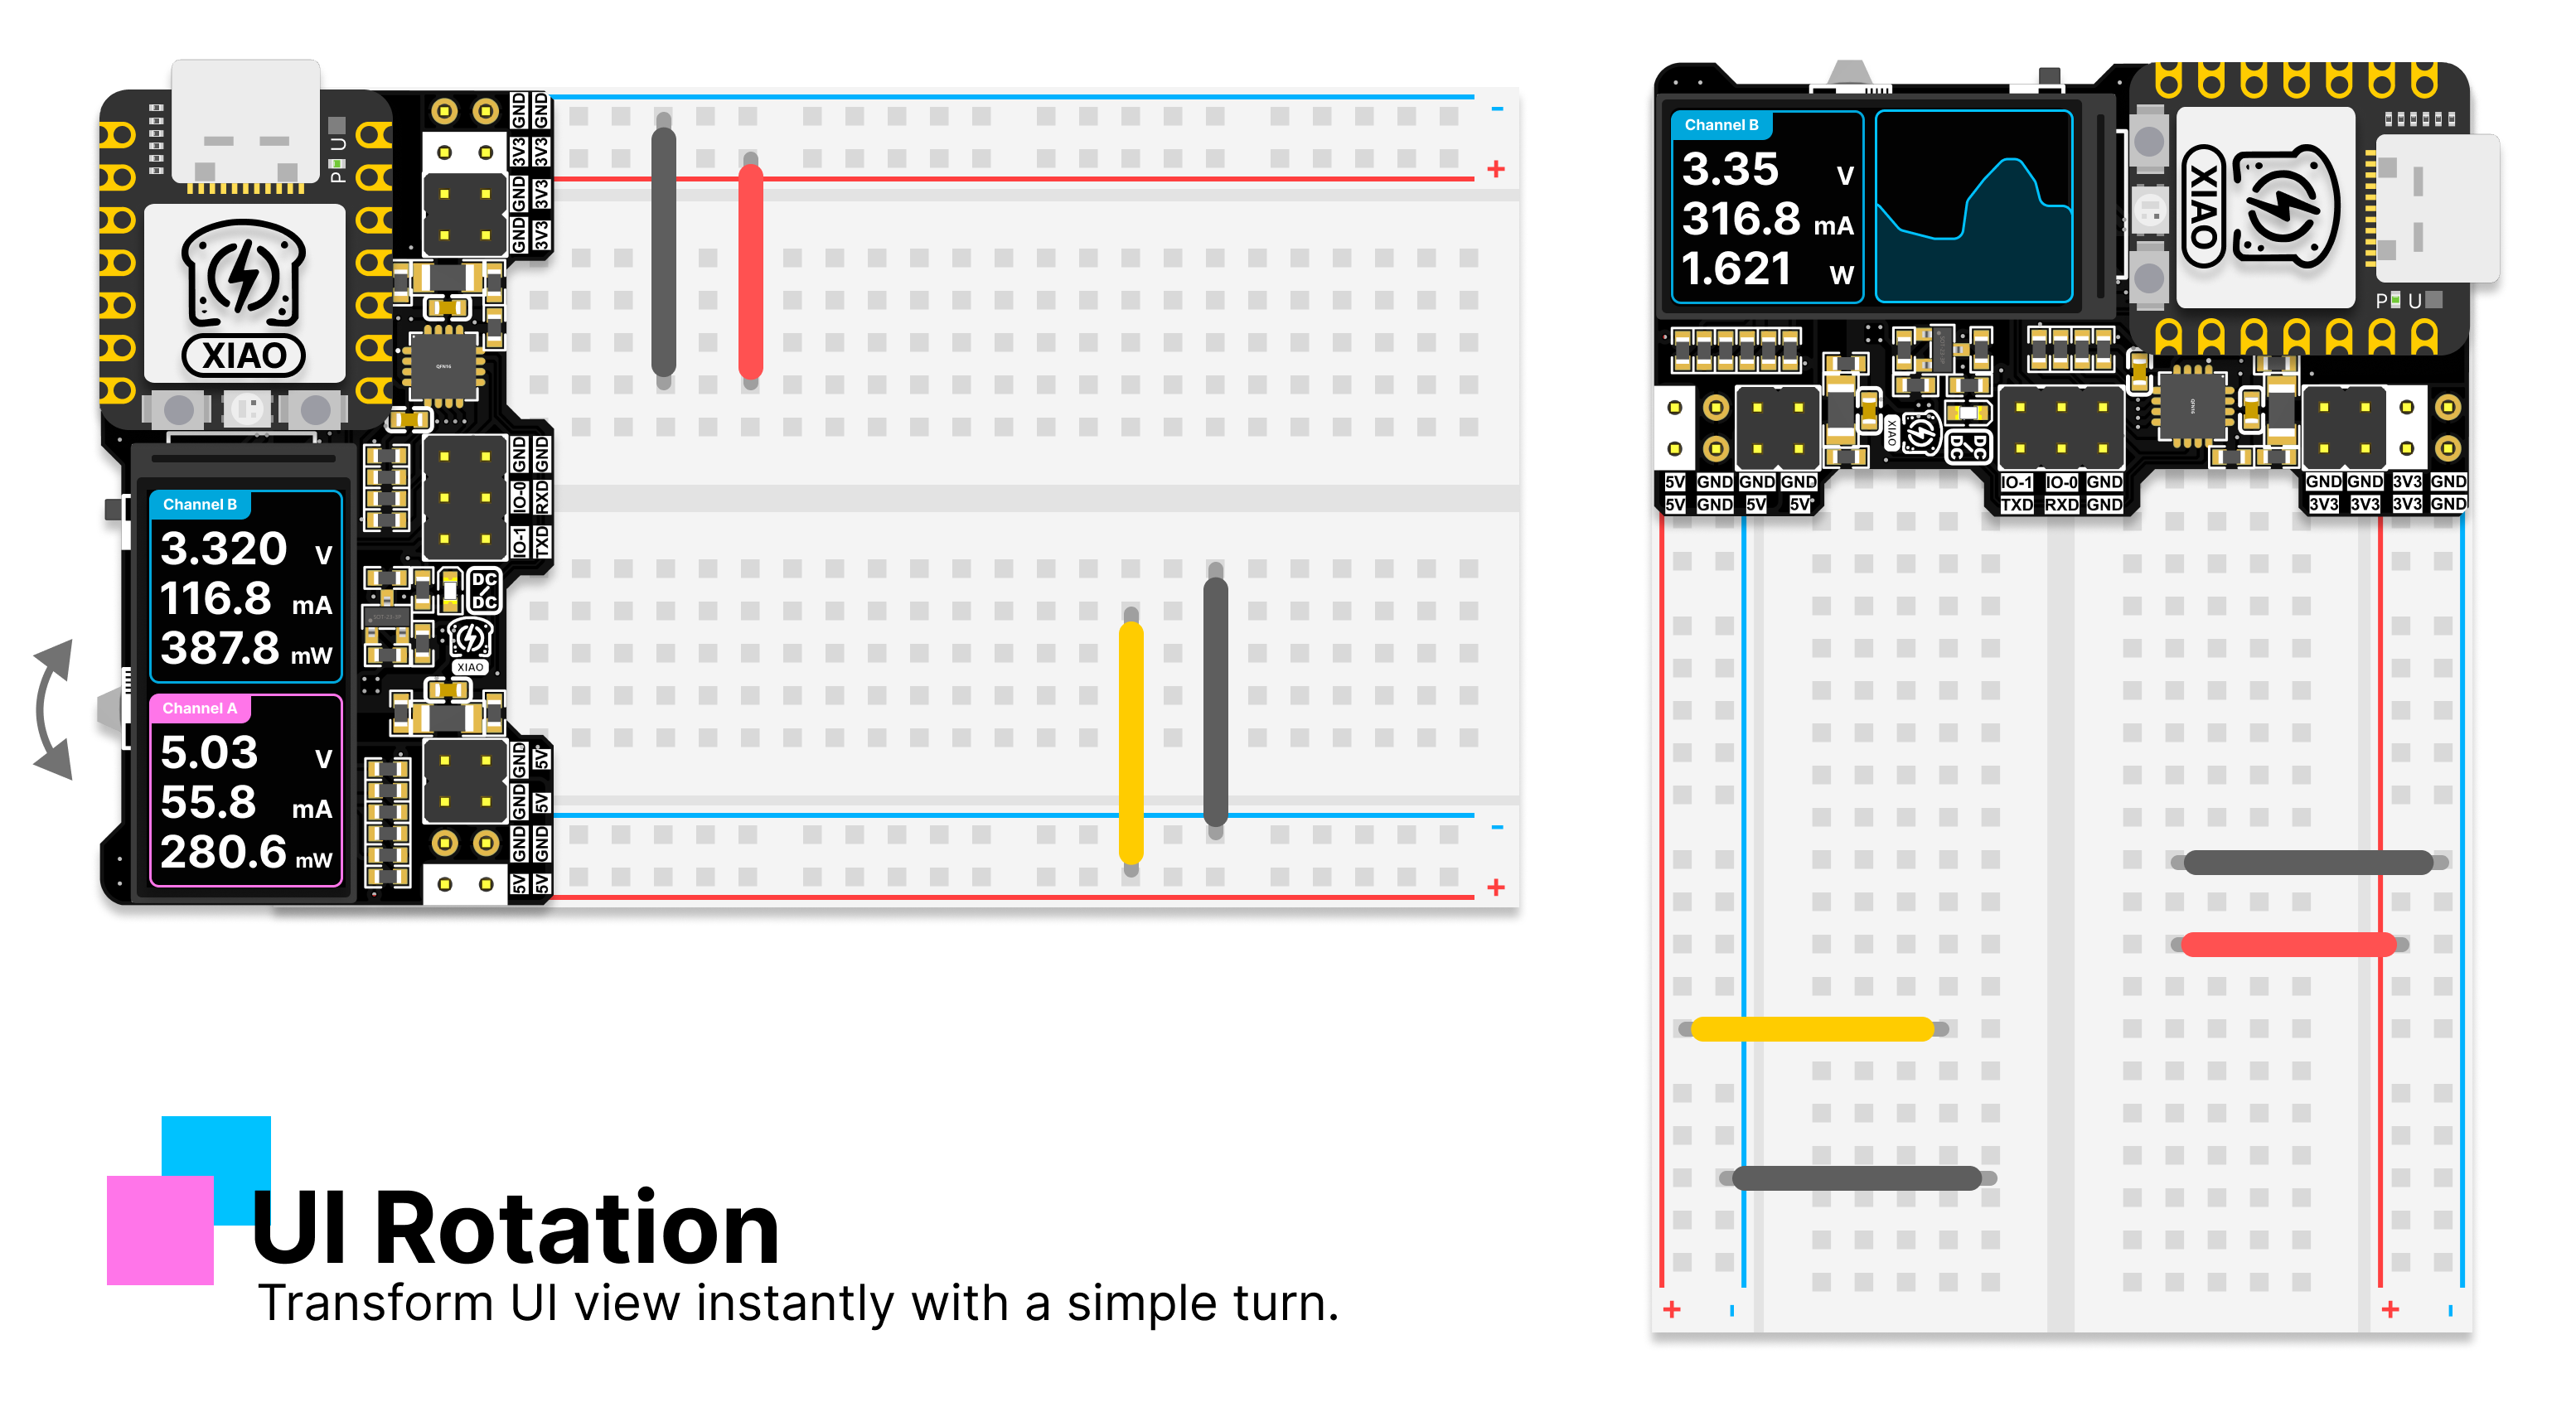 P U
XIAO
GND GND
3V3 3V3
GND 3V3
GND 3V3
GND GND
IO-0 RXD
IO-1 TXD
DC
DC
XIAO
GND 5V
GND 5V
GND GND
5V 5V
Channel B
3.320 V
116.8 mA
387.8 mW
Channel A
5.03 V
55.8 mA
280.6 mW
-
+
-
+
Channel B
3.35 V
316.8 mA
1.621 W
XIAO
P U
XIAO
DC
DC
5V GND GND GND
5V GND 5V 5V
IO-1 IO-0 GND
TXD RXD GND
GND GND 3V3 GND
3V3 3V3 3V3 GND
+ - + -
UI Rotation
Transform UI view instantly with a simple turn.